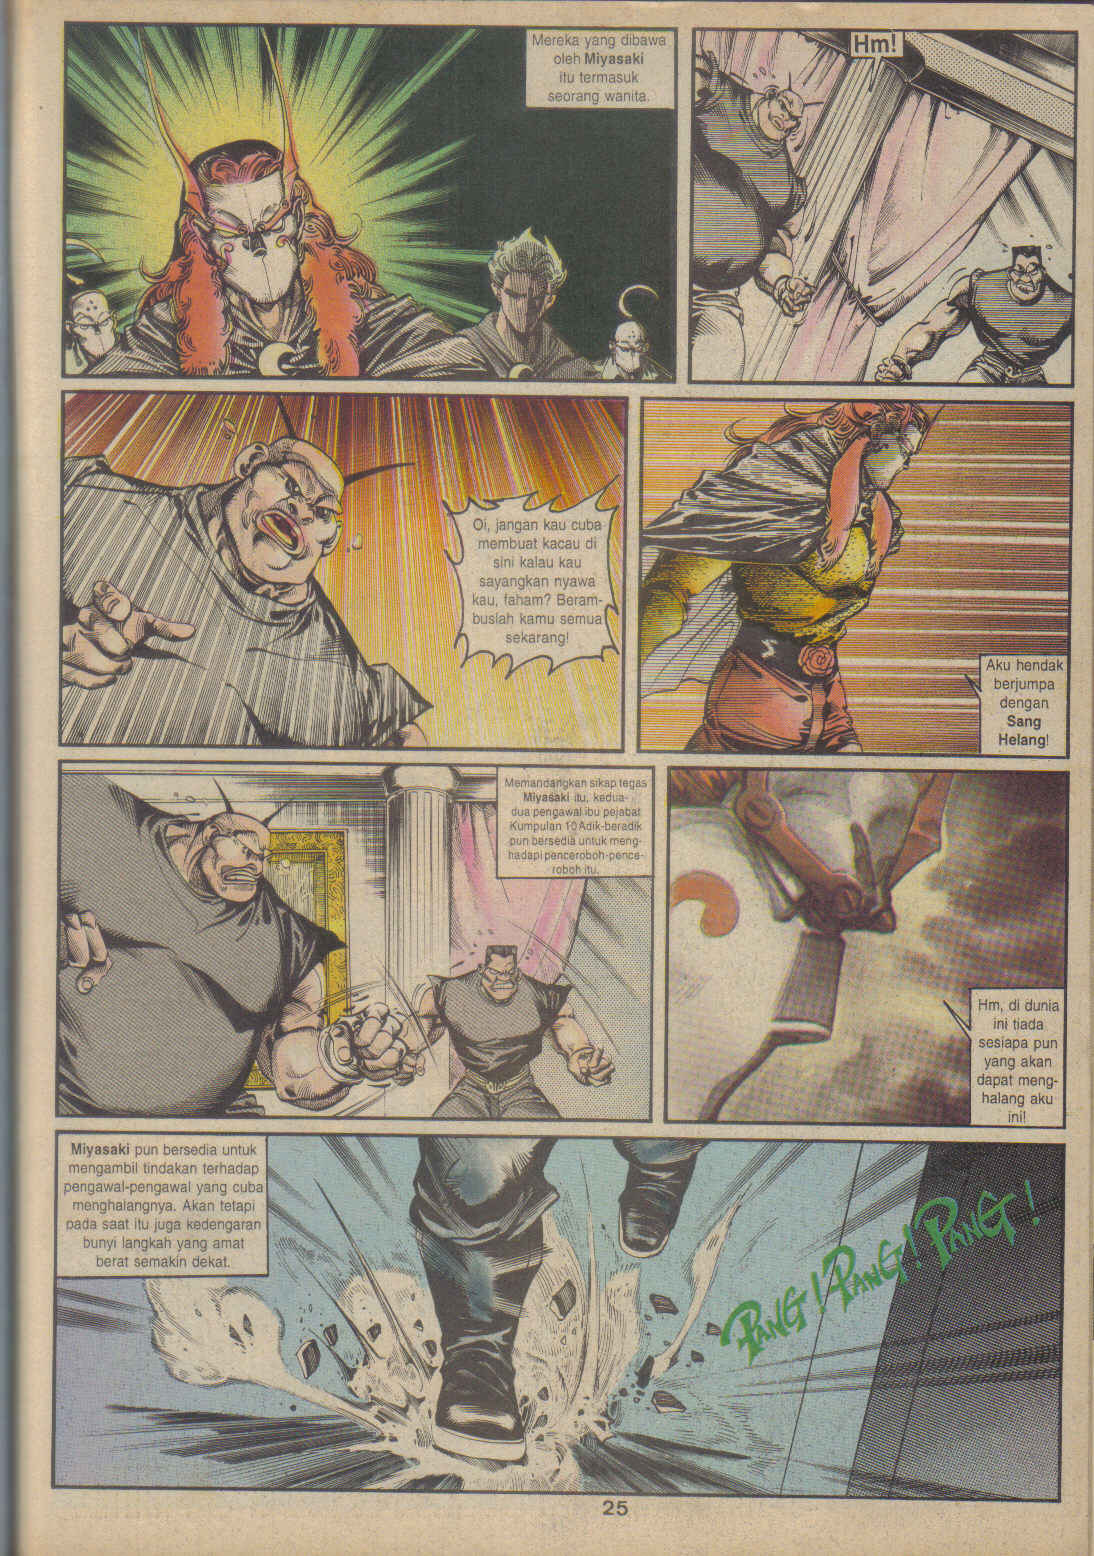 Mereka yang dibawa
oleh Miyasaki
itu termasuk
seorang wanita.
Hm!
Oi, jangan kau cuba
membuat kacau di
sini kalau kau
sayangkan nyawa
kau, faham? Beram-
buslah kamu semua
sekarang!
Aku hendak
berjumpa
dengan
Sang
Helang!
Memandangkan sikap tegas
Miyasaki itu, kedua-
dua pengawal ibu pejabat
Kumpulan 10 Adik-beradik
pun bersedia untuk meng-
hadapi penceroboh-pence-
roboh itu.
Hm, di dunia
ini tiada
sesiapa pun
yang akan
dapat meng-
halang aku
ini!
Miyasaki pun bersedia untuk
mengambil tindakan terhadap
pengawal-pengawal yang cuba
menghalangnya. Akan tetapi
pada saat itu juga kedengaran
bunyi langkah yang amat
berat semakin dekat.
PANG! PANG! PANG!
25